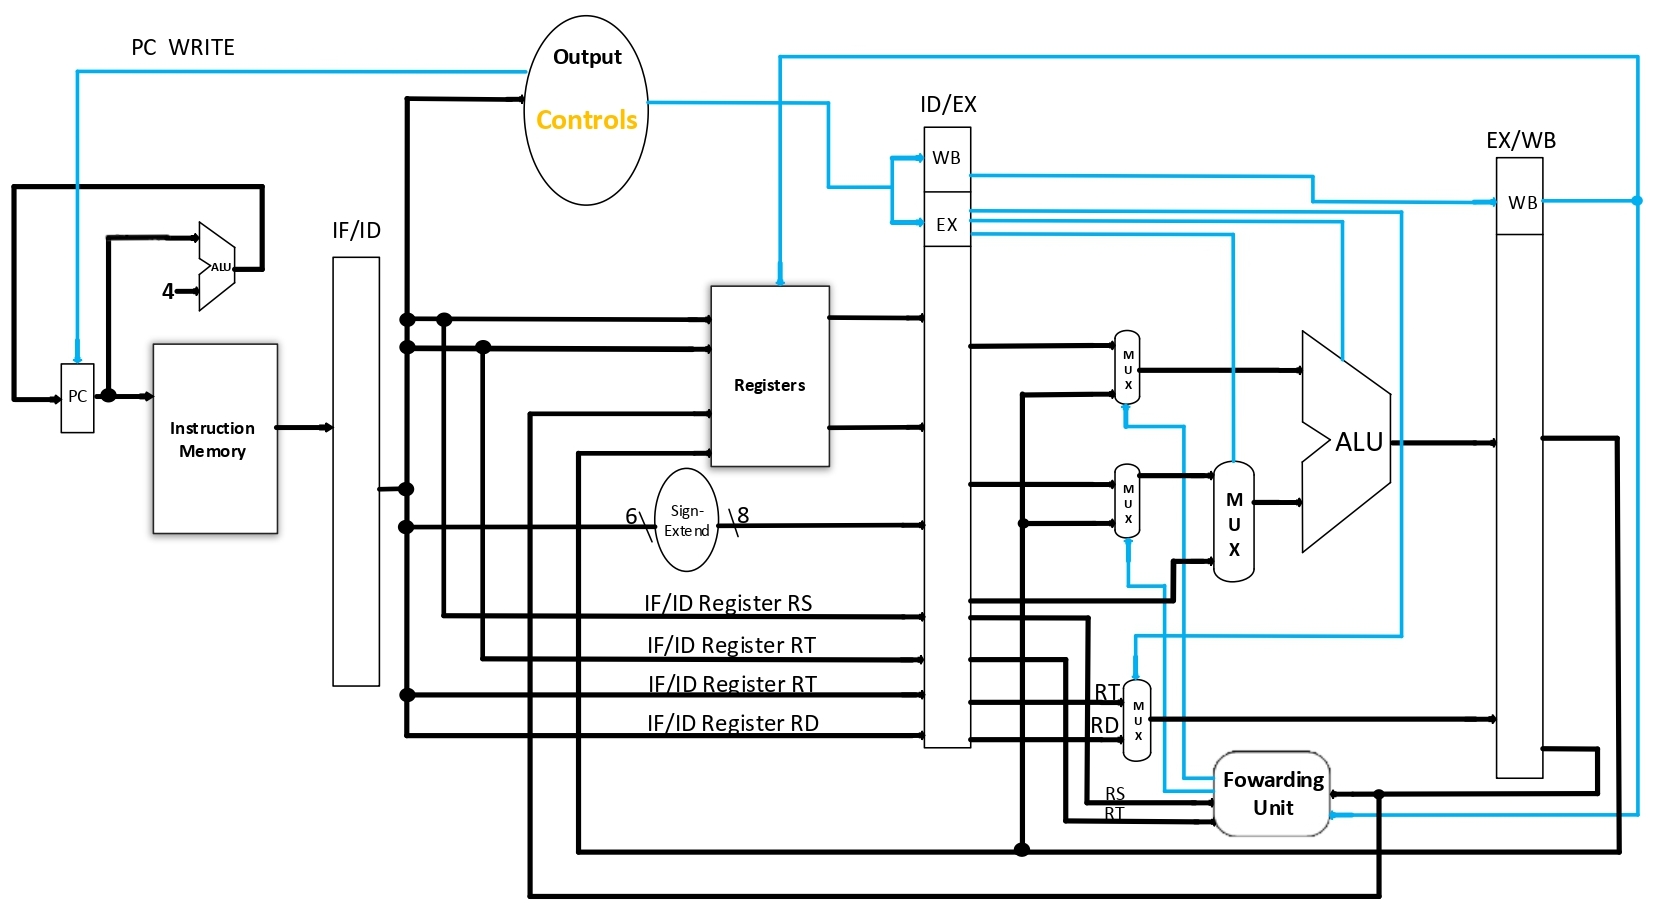 PC WRITE
Output
Controls
ID/EX
EX/WB
WB
WB
EX
IF/ID
ALU
4
PC
Instruction
Memory
Registers
M
U
X
ALU
M
U
X
M
U
X
6\
Sign-
Extend
\8
IF/ID Register RS
IF/ID Register RT
IF/ID Register RT
IF/ID Register RD
RT
RD
M
U
X
Fowarding
Unit
RS
RT